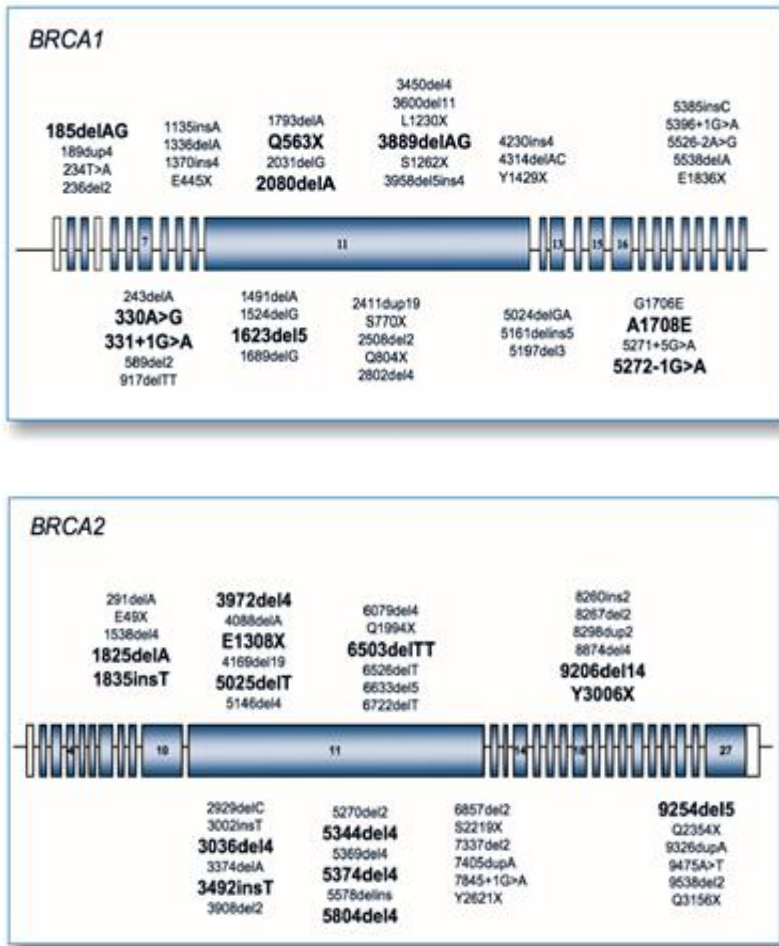 BRCA1
185delAG
189dup4
234T>A
236del2
1135insA
1336delA
1370ins4
E445X
1793delA
Q563X
2031delG
2080delA
3450del4
3600del11
L1230X
3889delAG
S1262X
3958del5ins4
4230ins4
4314delAC
Y1429X
5385insC
5396+1G>A
5526-2A>G
5538delA
E1836X
7
11
13
15
16
243delA
330A>G
331+1G>A
589del2
917delTT
1491delA
1524delG
1623del5
1689delG
2411dup19
S770X
2508del2
Q804X
2802del4
5024delGA
5161delins5
5197del3
G1706E
A1708E
5271+5G>A
5272-1G>A
BRCA2
291delA
E49X
1538del4
1825delA
1835insT
3972del4
4088delA
E1308X
4169del19
5025delT
5146del4
6079del4
Q1994X
6503delTT
6526delT
6633del5
6722delT
8260ins2
8267del2
8298dup2
8874del4
9206del14
Y3006X
4
10
11
14
18
27
2929delC
3002insT
3036del4
3374delA
3492insT
3908del2
5270del2
5344del4
5369del4
5374del4
5578delins
5804del4
6857del2
S2219X
7337del2
7405dupA
7845+1G>A
Y2621X
9254del5
Q2354X
9326dupA
9475A>T
9538del2
Q3156X